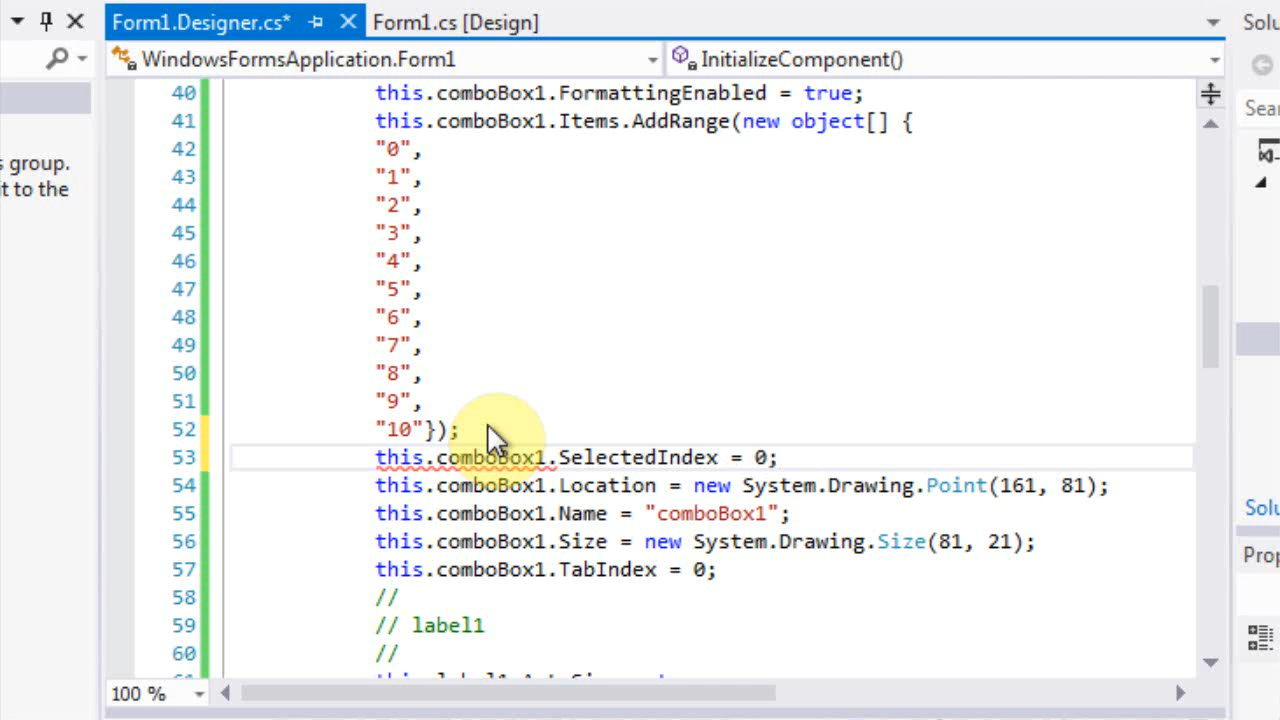 Form1.Designer.cs*
Form1.cs [Design]
Solu
WindowsFormsApplication.Form1
InitializeComponent()
Sear
s group.
it to the
40 this.comboBox1.FormattingEnabled = true;
41 this.comboBox1.Items.AddRange(new object[] {
42 "0",
43 "1",
44 "2",
45 "3",
46 "4",
47 "5",
48 "6",
49 "7",
50 "8",
51 "9",
52 "10"});
53 this.comboBox1.SelectedIndex = 0;
54 this.comboBox1.Location = new System.Drawing.Point(161, 81);
55 this.comboBox1.Name = "comboBox1";
56 this.comboBox1.Size = new System.Drawing.Size(81, 21);
57 this.comboBox1.TabIndex = 0;
58 //
59 // label1
60 //
Solu
Prop
100 %